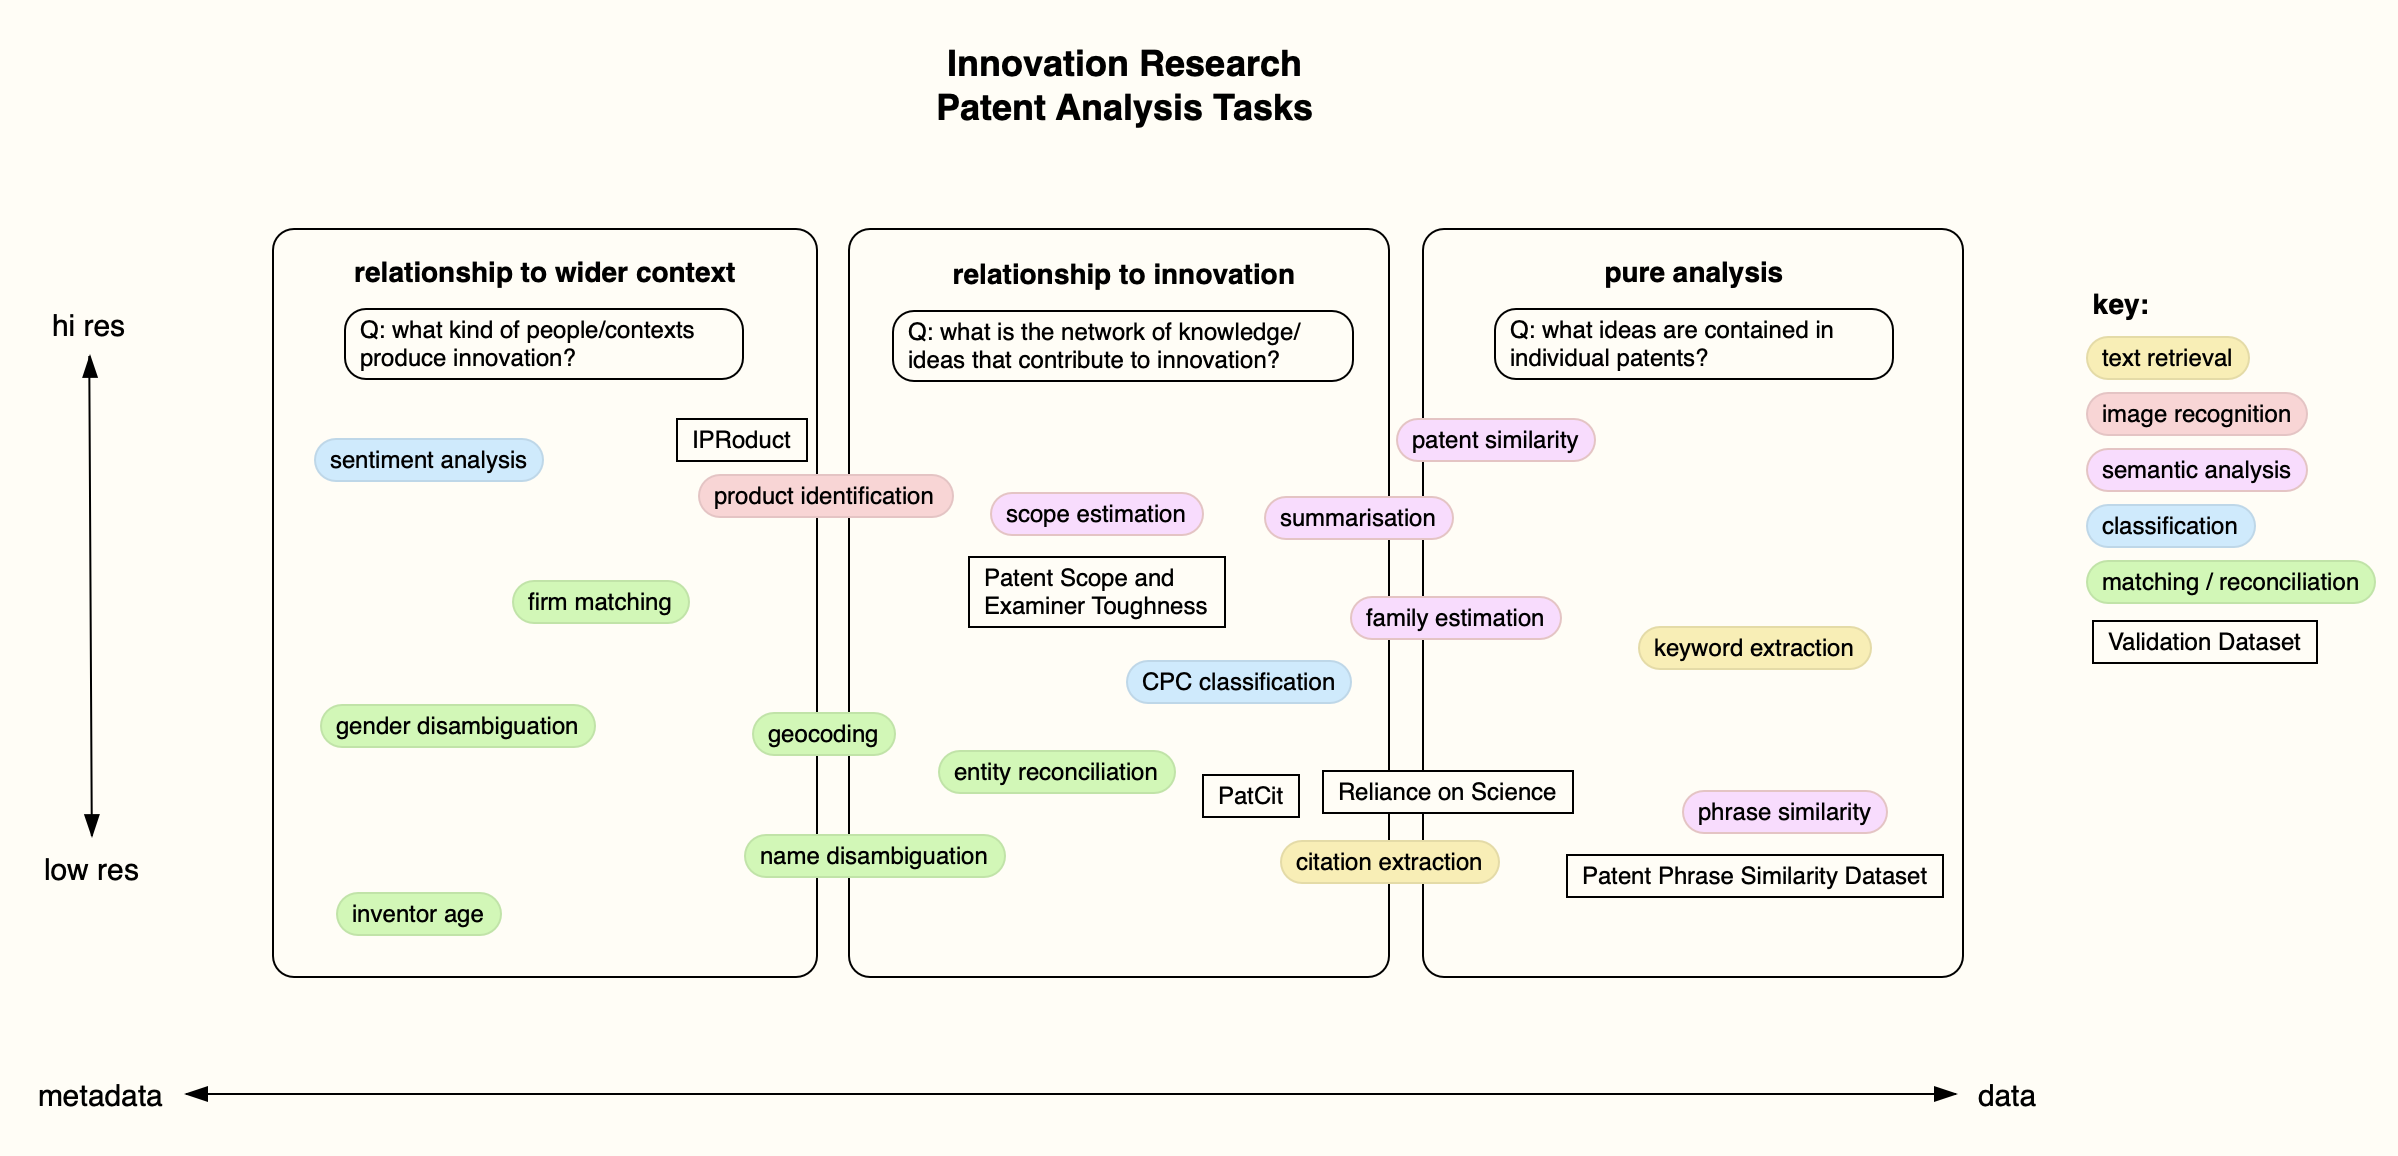 Innovation Research
Patent Analysis Tasks
hi res
low res
relationship to wider context
Q: what kind of people/contexts
produce innovation?
sentiment analysis
IPRoduct
product identification
firm matching
gender disambiguation
geocoding
name disambiguation
inventor age
relationship to innovation
Q: what is the network of knowledge/
ideas that contribute to innovation?
scope estimation
summarisation
Patent Scope and
Examiner Toughness
CPC classification
entity reconciliation
PatCit
Reliance on Science
citation extraction
pure analysis
Q: what ideas are contained in
individual patents?
patent similarity
family estimation
keyword extraction
phrase similarity
Patent Phrase Similarity Dataset
key:
text retrieval
image recognition
semantic analysis
classification
matching / reconciliation
Validation Dataset
metadata
data